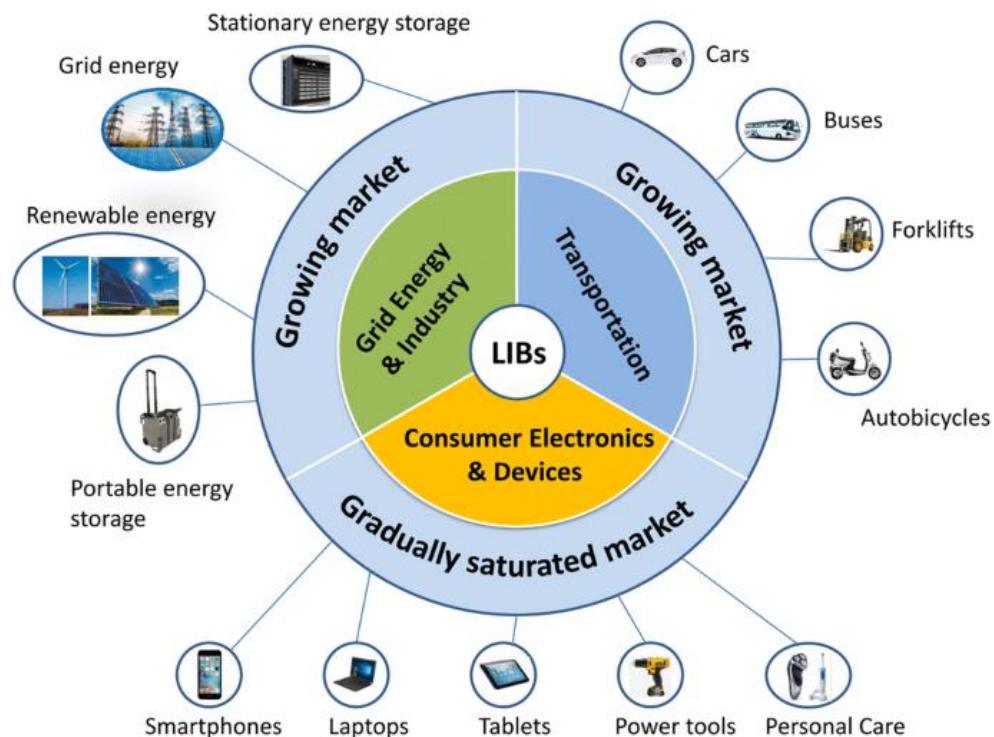 Stationary energy storage
Grid energy
Renewable energy
Portable energy
storage
Cars
Buses
Forklifts
Autobicycles
Growing market
Growing market
Gradually saturated market
Grid Energy
& Industry
Transportation
LIBs
Consumer Electronics
& Devices
Smartphones
Laptops
Tablets
Power tools
Personal Care